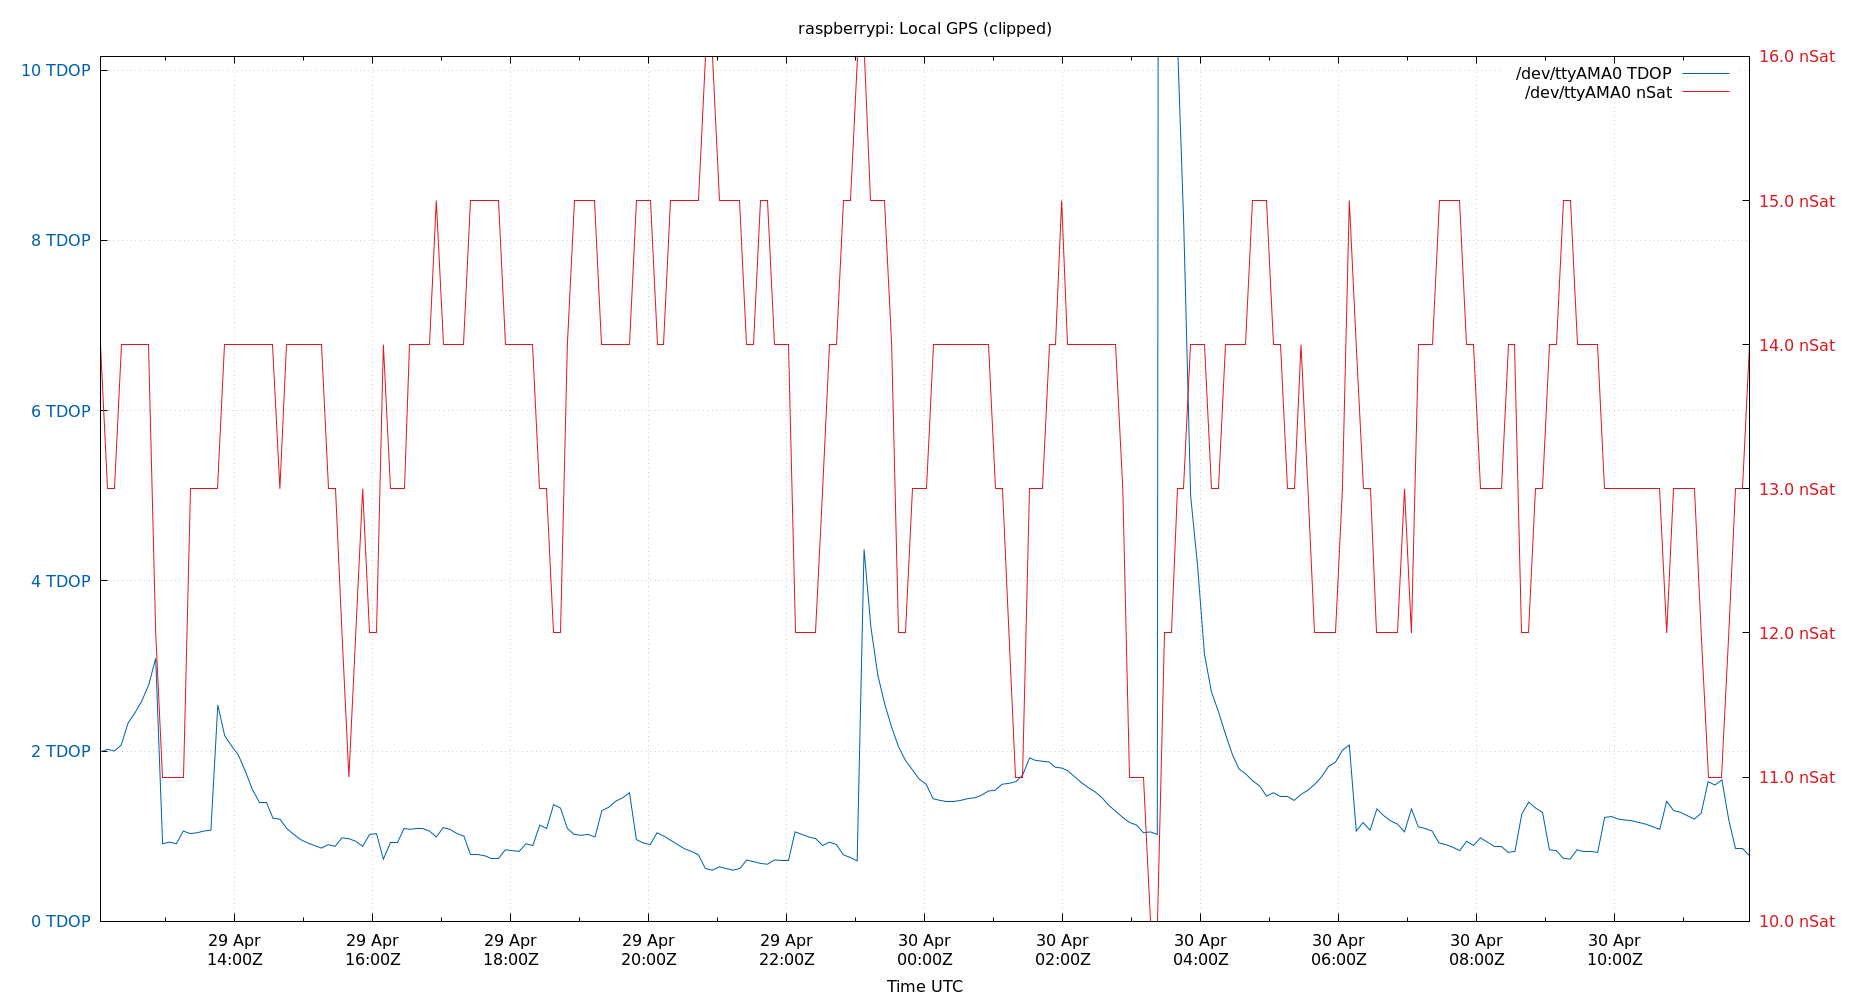 raspberrypi: Local GPS (clipped)
10 TDOP
8 TDOP
6 TDOP
4 TDOP
2 TDOP
0 TDOP
16.0 nSat
15.0 nSat
14.0 nSat
13.0 nSat
12.0 nSat
11.0 nSat
10.0 nSat
/dev/ttyAMA0 TDOP
/dev/ttyAMA0 nSat
29 Apr 29 Apr 29 Apr 29 Apr 29 Apr 30 Apr 30 Apr 30 Apr 30 Apr 30 Apr 30 Apr
14:00Z 16:00Z 18:00Z 20:00Z 22:00Z 00:00Z 02:00Z 04:00Z 06:00Z 08:00Z 10:00Z
Time UTC